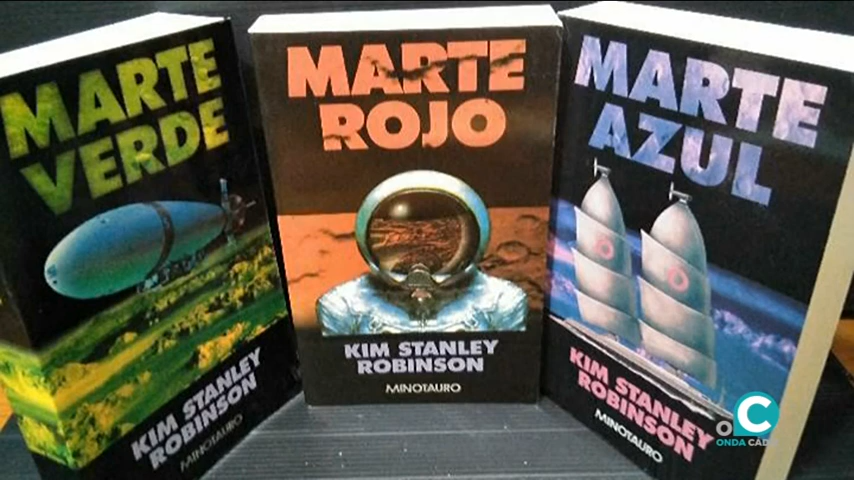 MARTE
VERDE
KIM STANLEY
ROBINSON
MINOTAURO
MARTE
ROJO
KIM STANLEY
ROBINSON
MINOTAURO
MARTE
AZUL
KIM STANLEY
ROBINSON
MINOTAURO
OC
ONDA CÁDIZ